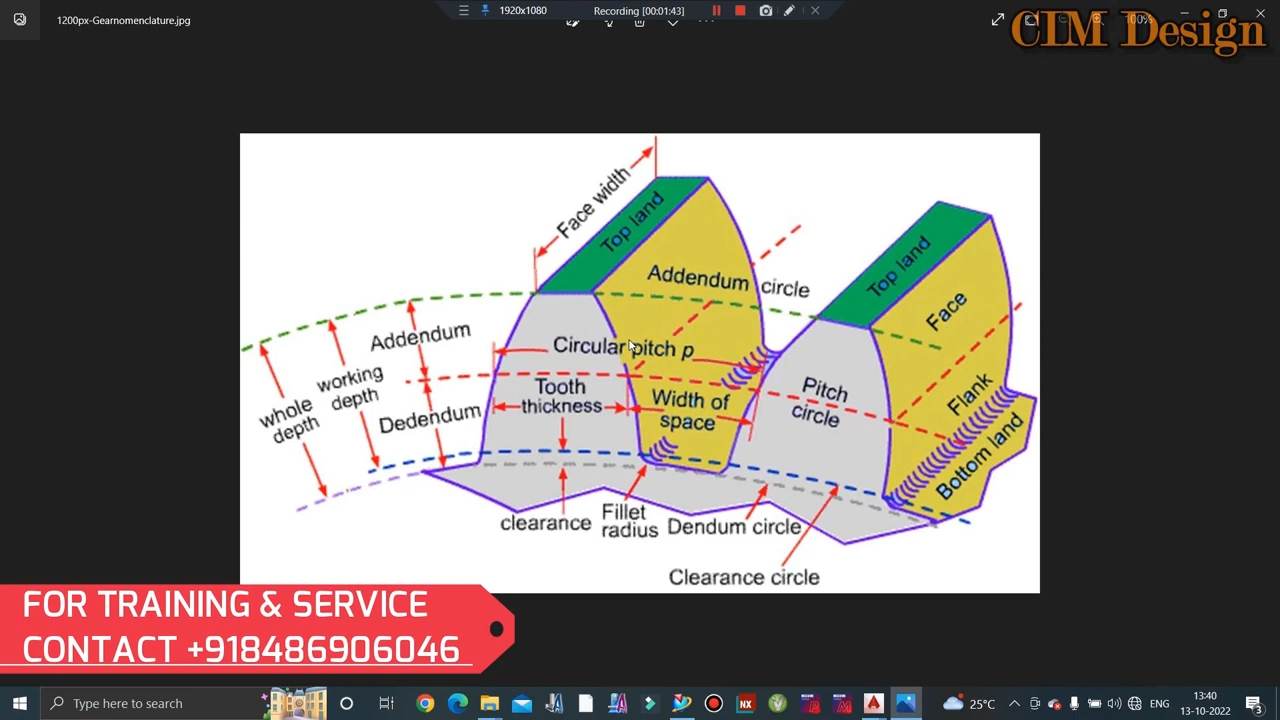 1200px-Gearnomenclature.jpg
1920x1080
Recording [00:01:43]
100%
CIM Design
Face width
Top land
Top land
Addendum circle
Face
Addendum
Circular pitch p
working
depth
whole
depth
Tooth
thickness
Width of
space
Pitch
circle
Flank
Dedendum
Bottom land
clearance
Fillet
radius
Dendum circle
Clearance circle
FOR TRAINING & SERVICE
CONTACT +918486906046
Type here to search
NX
25°C
ENG
13:40
13-10-2022
3